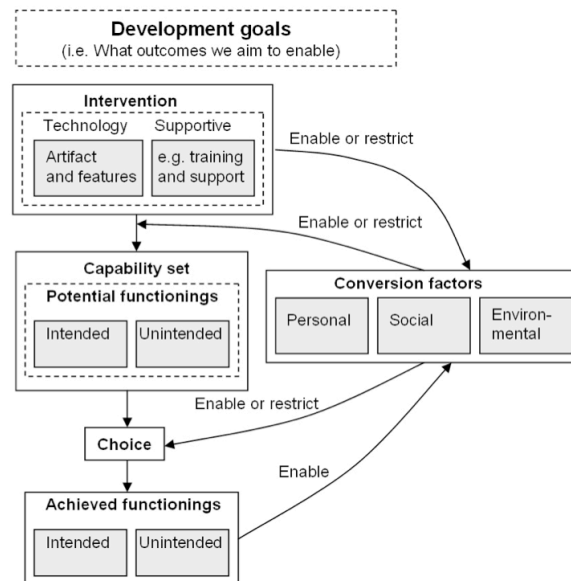 Development goals
(i.e. What outcomes we aim to enable)
Intervention
Technology
Supportive
Artifact
and features
e.g. training
and support
Enable or restrict
Enable or restrict
Capability set
Potential functionings
Intended
Unintended
Conversion factors
Personal
Social
Environ-
mental
Enable or restrict
Choice
Enable
Achieved functionings
Intended
Unintended